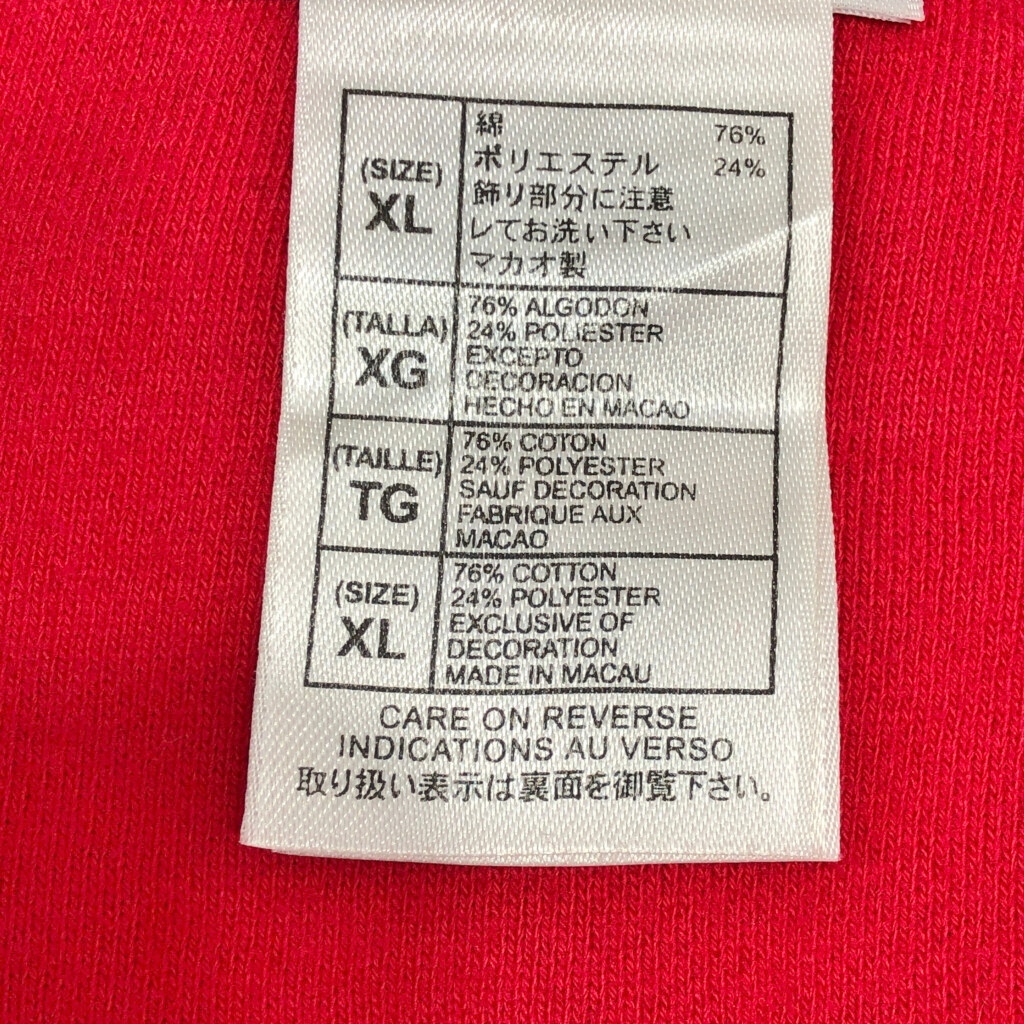 (SIZE)
XL
綿 76%
ポリエステル 24%
飾り部分に注意
してお洗い下さい
マカオ製
(TALLA)
XG
76% ALGODON
24% POLIESTER
EXCEPTO
DECORACION
HECHO EN MACAO
(TAILLE)
TG
76% COTON
24% POLYESTER
SAUF DECORATION
FABRIQUE AUX
MACAO
(SIZE)
XL
76% COTTON
24% POLYESTER
EXCLUSIVE OF
DECORATION
MADE IN MACAU
CARE ON REVERSE
INDICATIONS AU VERSO
取り扱い表示は裏面を御覧下さい。